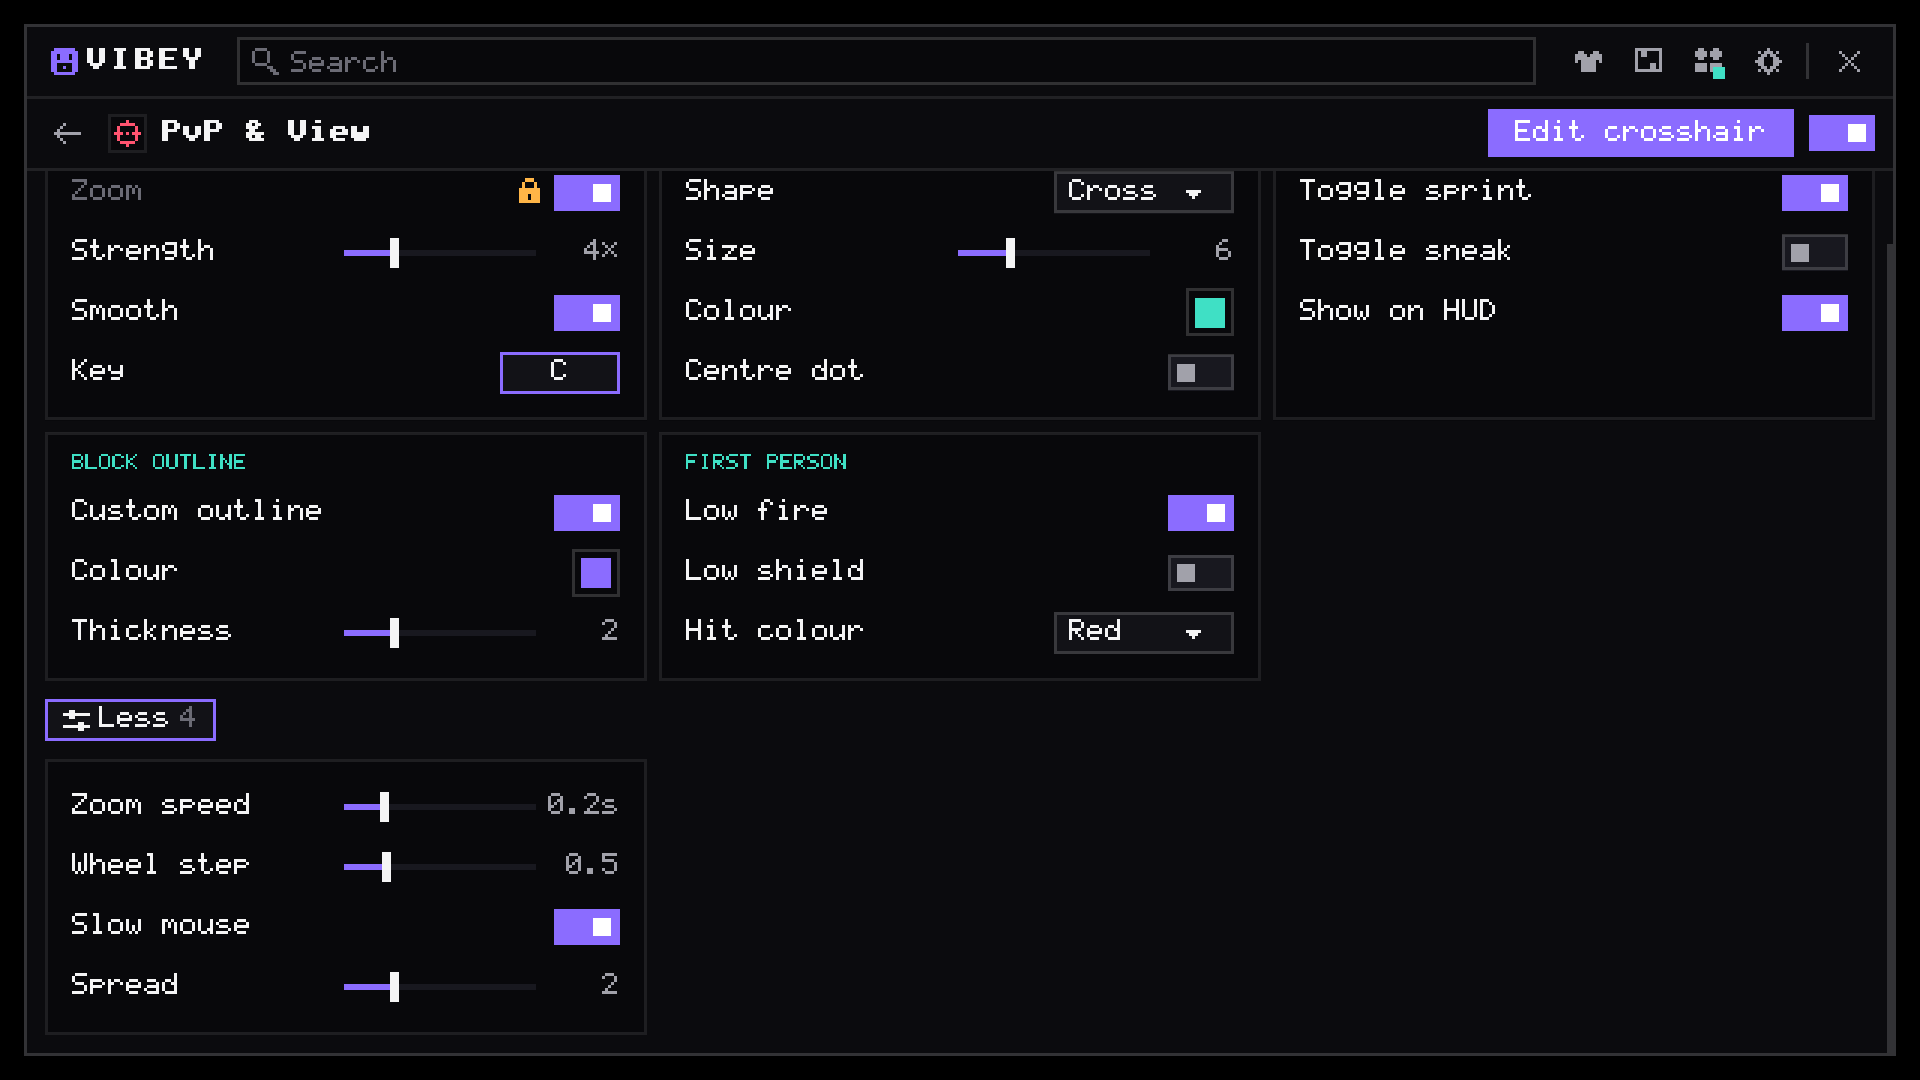 VIBEY
Search
PvP & View
Edit crosshair
Zoom
Strength 4×
Smooth
Key C
Shape Cross
Size 6
Colour
Centre dot
Toggle sprint
Toggle sneak
Show on HUD
BLOCK OUTLINE
Custom outline
Colour
Thickness 2
FIRST PERSON
Low fire
Low shield
Hit colour Red
Less 4
Zoom speed 0.2s
Wheel step 0.5
Slow mouse
Spread 2